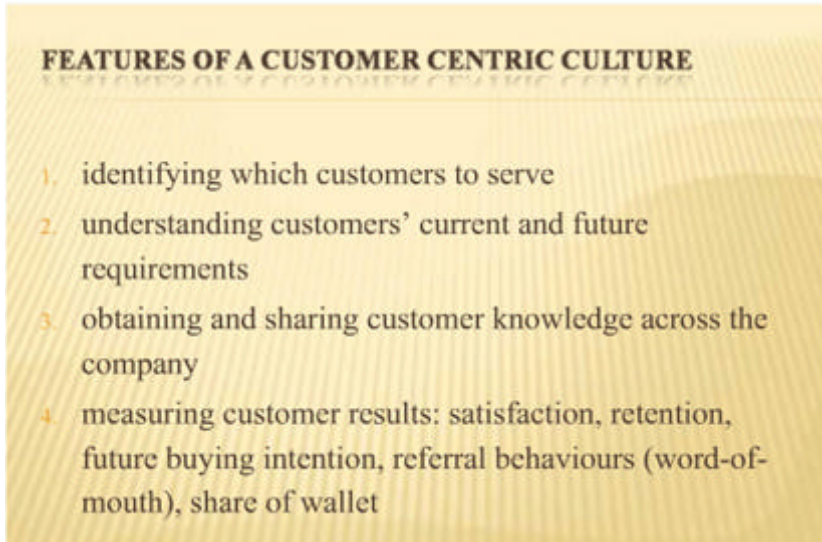 FEATURES OF A CUSTOMER CENTRIC CULTURE
1. identifying which customers to serve
2. understanding customers’ current and future
requirements
3. obtaining and sharing customer knowledge across the
company
4. measuring customer results: satisfaction, retention,
future buying intention, referral behaviours (word-of-
mouth), share of wallet